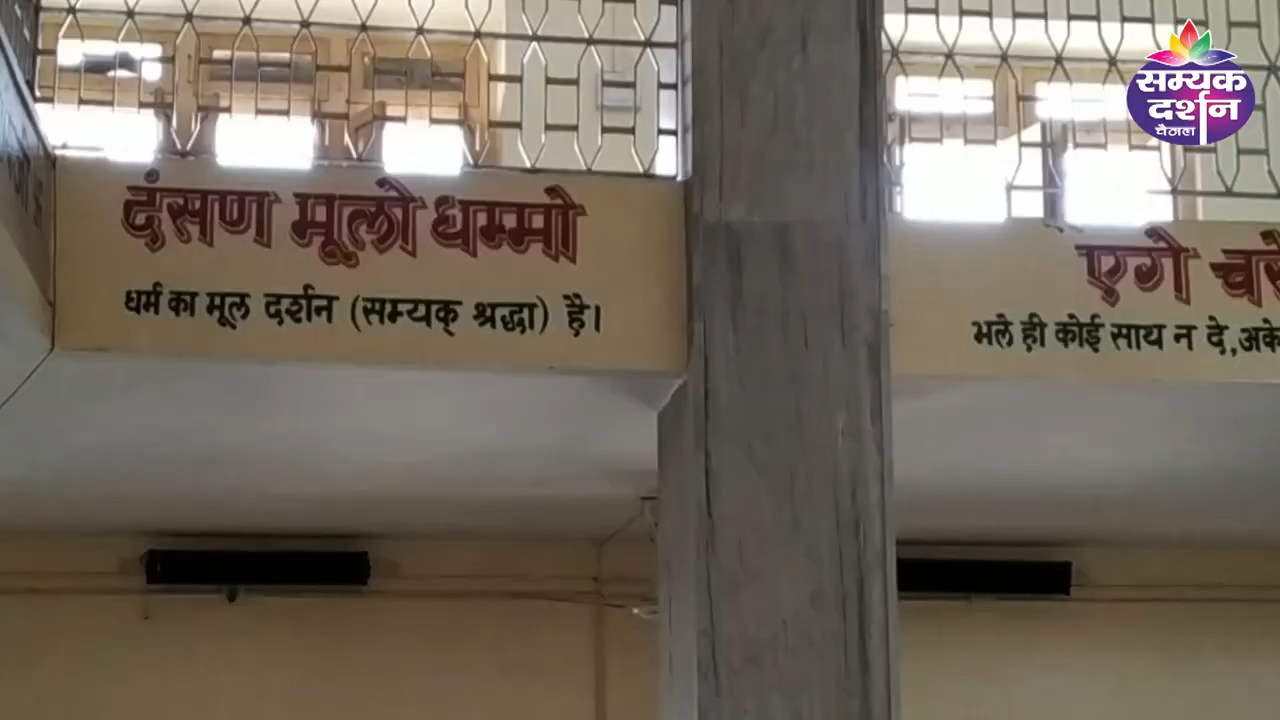 दंसण मूलो धम्मो
धर्म का मूल दर्शन (सम्यक् श्रद्धा) है।
एगे
भले ही कोई साथ न दे,
सम्यक
दर्शन